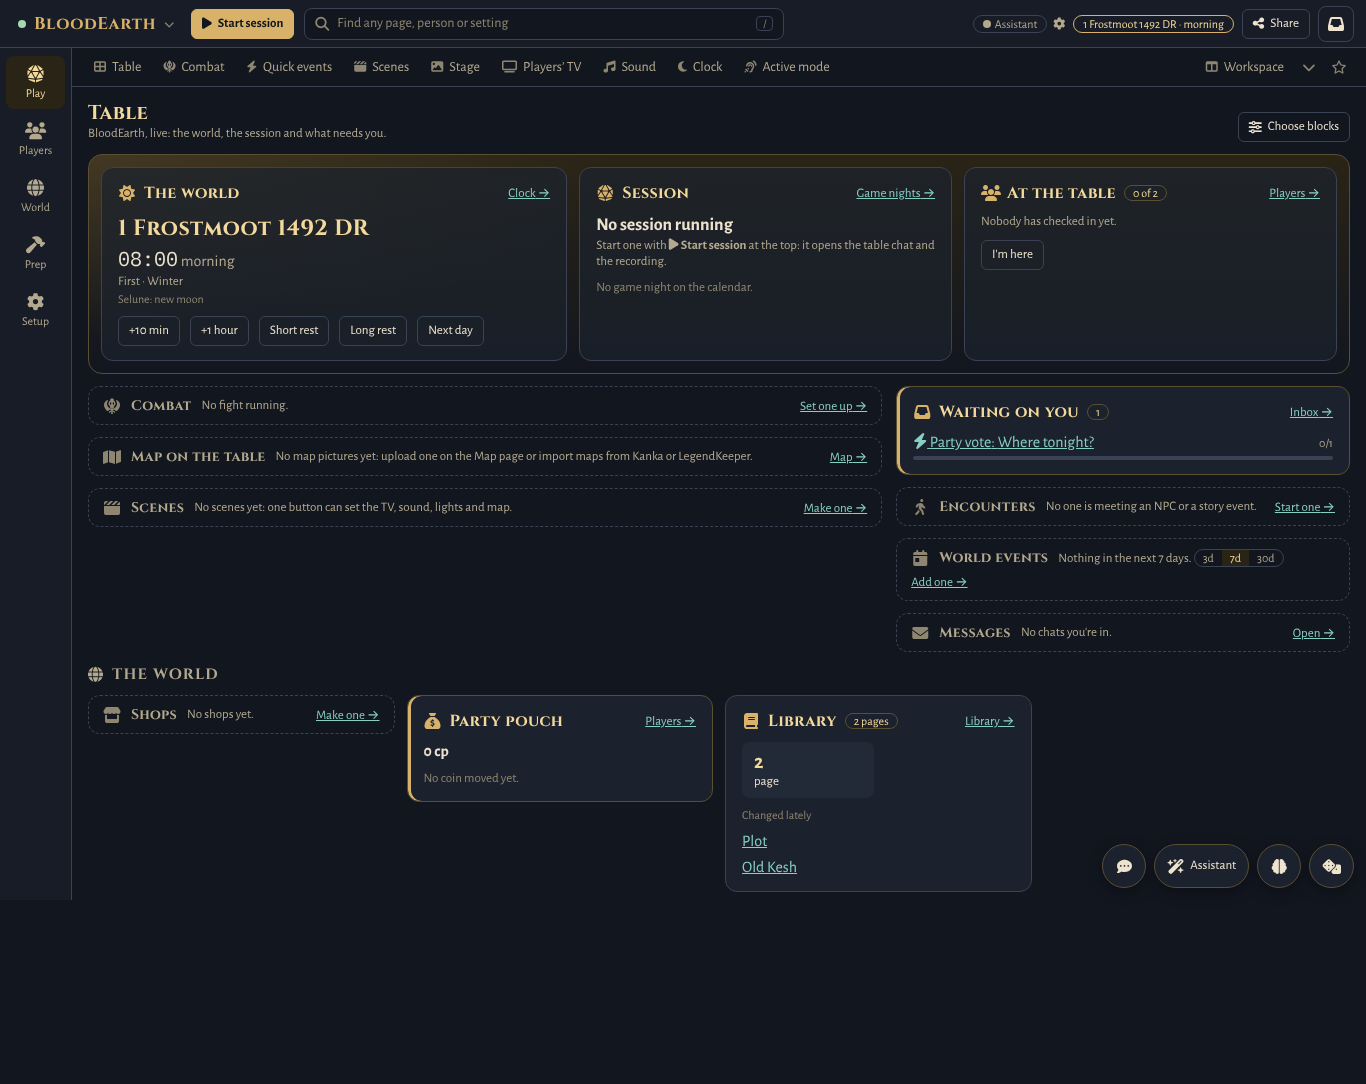 BloodEarth
Start session
Find any page, person or setting
/
Assistant
1 Frostmoot 1492 DR · morning
Share
Play
Players
World
Prep
Setup
Table
Combat
Quick events
Scenes
Stage
Players' TV
Sound
Clock
Active mode
Workspace
Table
BloodEarth, live: the world, the session and what needs you.
Choose blocks
The world
Clock →
1 Frostmoot 1492 DR
08:00 morning
First · Winter
Selune: new moon
+10 min
+1 hour
Short rest
Long rest
Next day
Session
Game nights →
No session running
Start one with ▶ Start session at the top: it opens the table chat and
the recording.
No game night on the calendar.
At the table
0 of 2
Players →
Nobody has checked in yet.
I'm here
Combat No fight running. Set one up →
Map on the table No map pictures yet: upload one on the Map page or import maps from Kanka or LegendKeeper. Map →
Scenes No scenes yet: one button can set the TV, sound, lights and map. Make one →
Waiting on you 1 Inbox →
Party vote: Where tonight? 0/1
Encounters No one is meeting an NPC or a story event. Start one →
World events Nothing in the next 7 days. 3d 7d 30d
Add one →
Messages No chats you're in. Open →
The world
Shops No shops yet. Make one →
Party pouch Players →
0 cp
No coin moved yet.
Library 2 pages Library →
2
page
Changed lately
Plot
Old Kesh
Assistant